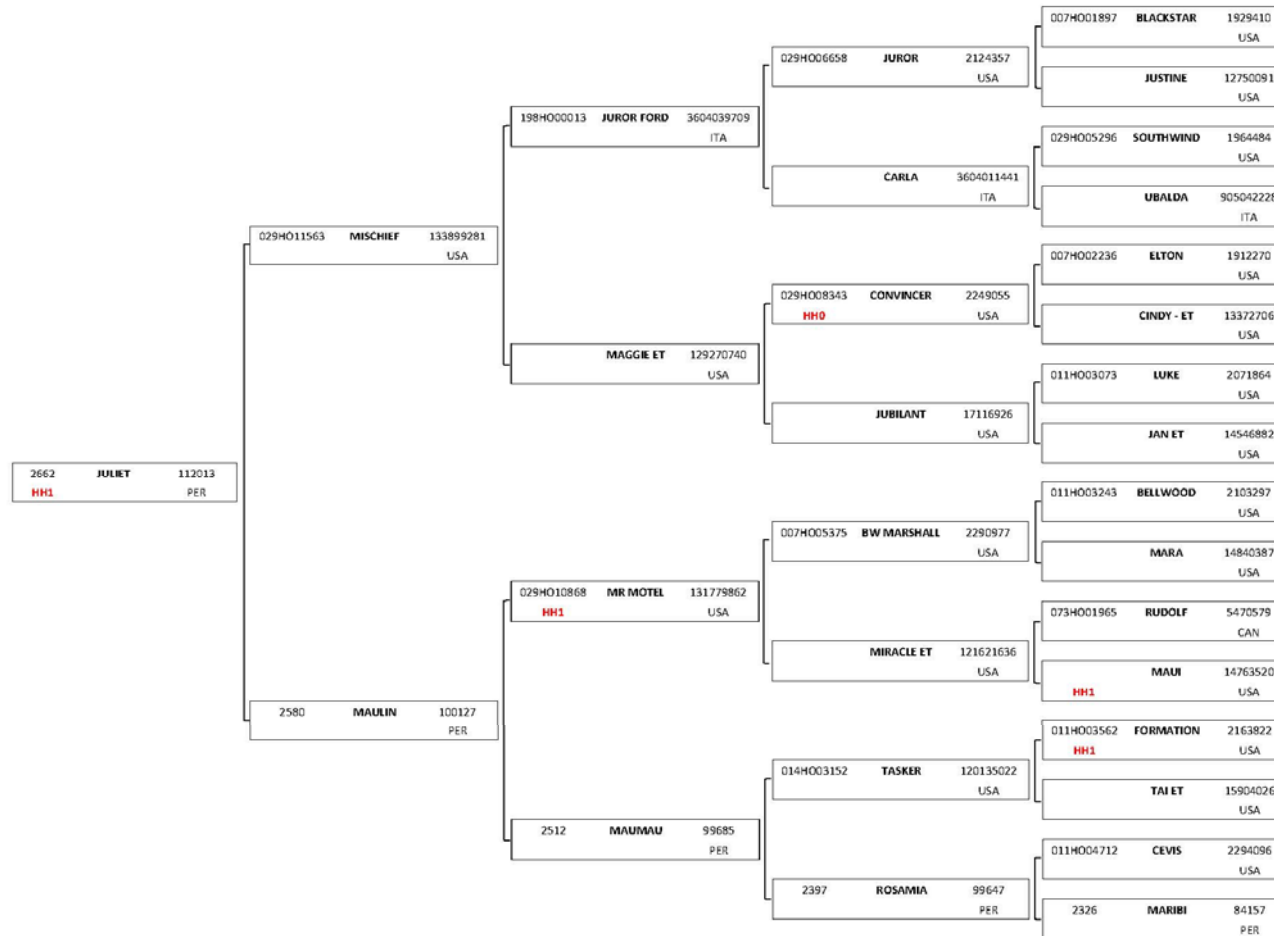 007HO01897 BLACKSTAR 1929410
USA
029HO06658 JUROR 2124357
USA
JUSTINE 12750091
USA
198HO00013 JUROR FORD 3604039709
ITA
029HO05296 SOUTHWIND 1964484
USA
CARLA 3604011441
ITA
UBALDA 905042228
ITA
029HO11563 MISCHIEF 133899281
USA
007HO02236 ELTON 1912270
USA
029HO08343 CONVINCER 2249055
HH0 USA
CINDY - ET 13372706
USA
MAGGIE ET 129270740
USA
011HO03073 LUKE 2071864
USA
JUBILANT 17116926
USA
JAN ET 14546882
USA
2662 JULIET 112013
HH1 PER
011HO03243 BELLWOOD 2103297
USA
007HO05375 BW MARSHALL 2290977
USA
MARA 14840387
USA
029HO10868 MR MOTEL 131779862
HH1 USA
073HO01965 RUDOLF 5470579
CAN
MIRACLE ET 121621636
USA
MAUI 14763520
HH1 USA
2580 MAULIN 100127
PER
011HO03562 FORMATION 2163822
HH1 USA
014HO03152 TASKER 120135022
USA
TAI ET 15904026
USA
2512 MAUMAU 99685
PER
011HO04712 CEVIS 2294096
USA
2397 ROSAMIA 99647
PER
2326 MARIBI 84157
PER